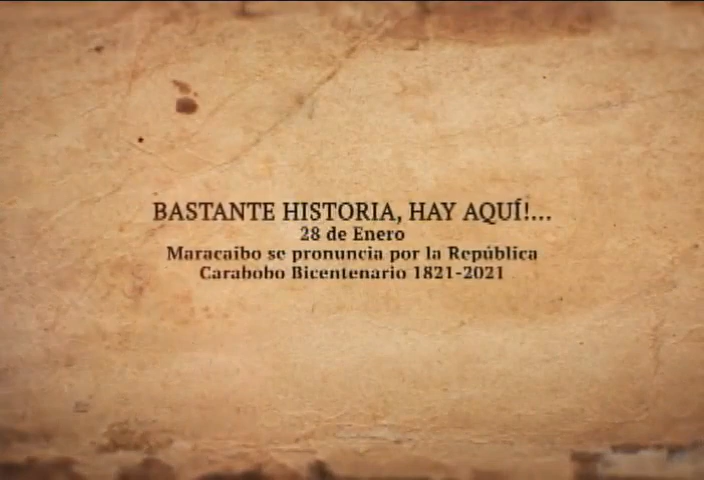 BASTANTE HISTORIA, HAY AQUÍ!...
28 de Enero
Maracaibo se pronuncia por la República
Carabobo Bicentenario 1821-2021